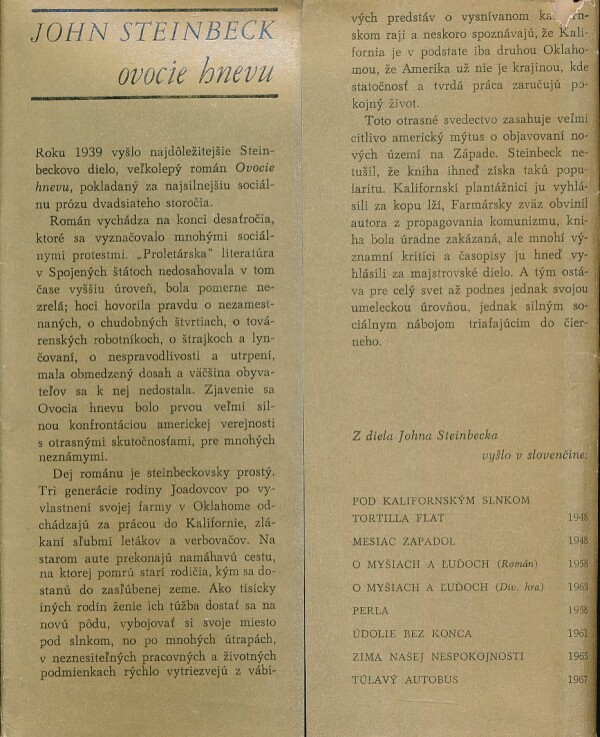 JOHN STEINBECK
ovocie hnevu
Roku 1939 vyšlo najdôležitejšie Stein-
beckovo dielo, veľkolepý román Ovocie
hnevu, pokladaný za najsilnejšiu sociál-
nu prózu dvadsiateho storočia.
Román vychádza na konci desaťročia,
ktoré sa vyznačovalo mnohými sociál-
nymi protestmi. „Proletárska“ literatúra
v Spojených štátoch nedosahovala v tom
čase vyššiu úroveň, bola pomerne ne-
zrelá; hoci hovorila pravdu o nezamest-
naných, o chudobných štvrtiach, o tová-
renských robotníkoch, o štrajkoch a lyn-
čovaní, o nespravodlivosti a utrpení,
mala obmedzený dosah a väčšina obyva-
teľov sa k nej nedostala. Zjavenie sa
Ovocia hnevu bolo prvou veľmi sil-
nou konfrontáciou americkej verejnosti
s otrasnými skutočnosťami, pre mnohých
neznámymi.
Dej románu je steinbeckovsky prostý.
Tri generácie rodiny Joadovcov po vy-
vlastnení svojej farmy v Oklahome od-
chádzajú za prácou do Kalifornie, zlá-
kaní sľubmi letákov a verbovačov. Na
starom aute prekonajú namáhavú cestu,
na ktorej pomrú starí rodičia, kým sa do-
stanú do zasľúbenej zeme. Ako tisícky
iných rodín ženie ich túžba dostať sa na
novú pôdu, vybojovať si svoje miesto
pod slnkom, no po mnohých útrapách,
v neznesiteľných pracovných a životných
podmienkach rýchlo vytriezvejú z vábi-
vých predstáv o vysnívanom kaliforn-
skom raji a neskoro spoznávajú, že Kali-
fornia je v podstate iba druhou Oklaho-
mou, že Amerika už nie je krajinou, kde
statočnosť a tvrdá práca zaručujú po-
kojný život.
Toto otrasné svedectvo zasahuje veľmi
citlivo americký mýtus o objavovaní no-
vých území na Západe. Steinbeck ne-
tušil, že kniha ihneď získa takú popu-
laritu. Kalifornskí plantážnici ju vyhlá-
sili za kopu lží, Farmársky zväz obvinil
autora z propagovania komunizmu, kni-
ha bola úradne zakázaná, ale mnohí vý-
znamní kritici a časopisy ju hneď vy-
hlásili za majstrovské dielo. A tým ostá-
va pre celý svet až podnes jednak svojou
umeleckou úrovňou, jednak silným so-
ciálnym nábojom triafajúcim do čier-
neho.
Z diela Johna Steinbecka
vyšlo v slovenčine:
POD KALIFORNSKÝM SLNKOM
TORTILLA FLAT 1948
MESIAC ZAPADOL 1948
O MYŠIACH A ĽUĎOCH (Román) 1958
O MYŠIACH A ĽUĎOCH (Div. hra) 1963
PERLA 1958
ÚDOLIE BEZ KONCA 1961
ZIMA NAŠEJ NESPOKOJNOSTI 1965
TÚLAVÝ AUTOBUS 1967